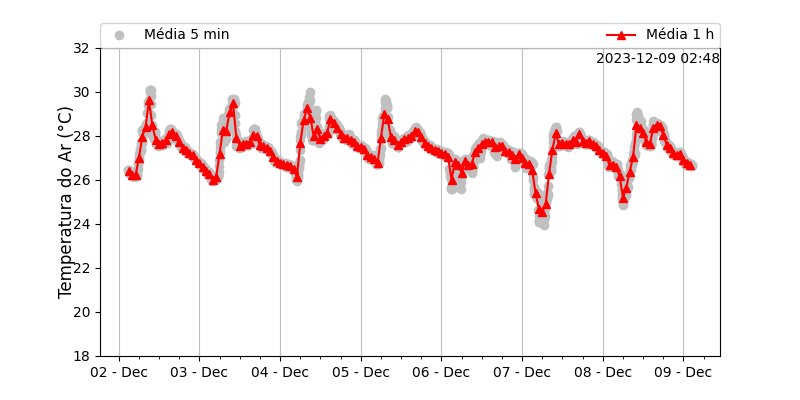 Média 5 min
Média 1 h
2023-12-09 02:48
Temperatura do Ar (°C)
32
30
28
26
24
22
20
18
02 - Dec
03 - Dec
04 - Dec
05 - Dec
06 - Dec
07 - Dec
08 - Dec
09 - Dec